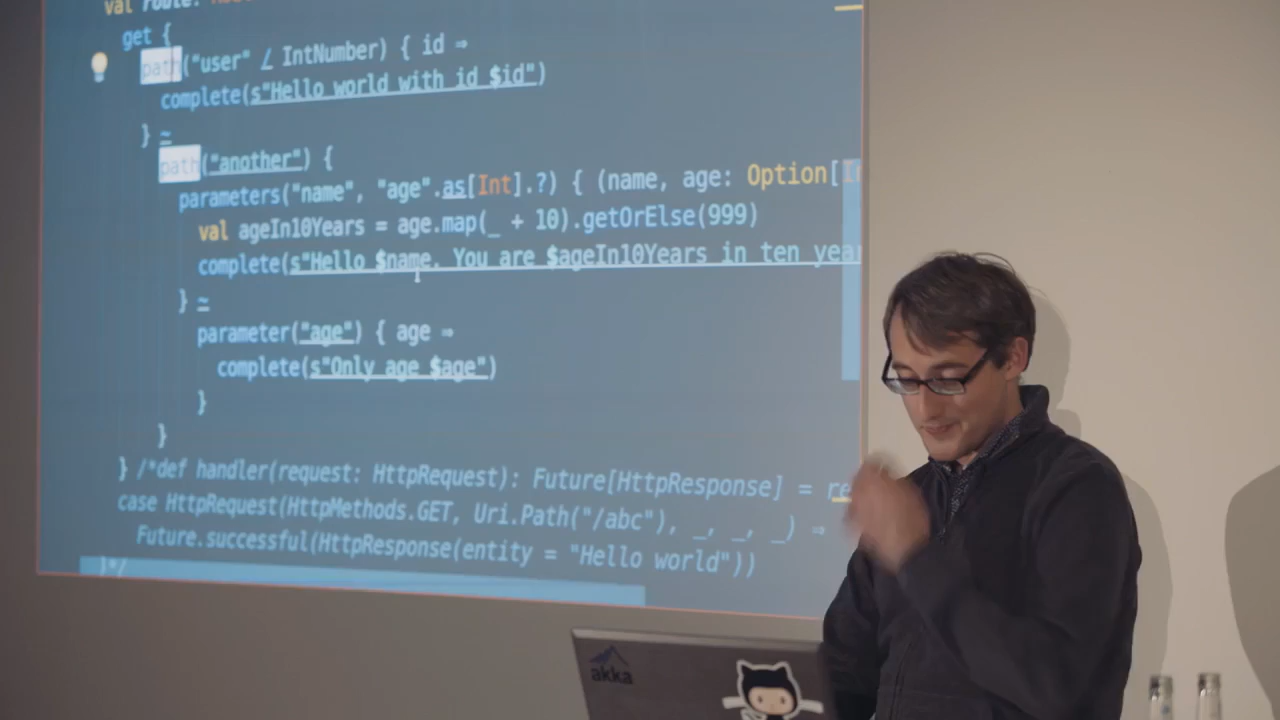 val route:
get {
path("user" / IntNumber) { id ⇒
complete(s"Hello world with id $id")
} ~
path("another") {
parameters("name", "age".as[Int].?) { (name, age: Option[
val ageIn10Years = age.map(_ + 10).getOrElse(999)
complete(s"Hello $name. You are $ageIn10Years in ten year
} ~
parameter("age") { age ⇒
complete(s"Only age $age")
}
}
} /*def handler(request: HttpRequest): Future[HttpResponse] = re
case HttpRequest(HttpMethods.GET, Uri.Path("/abc"), _, _, _) ⇒
Future.successful(HttpResponse(entity = "Hello world"))
}*/
akka